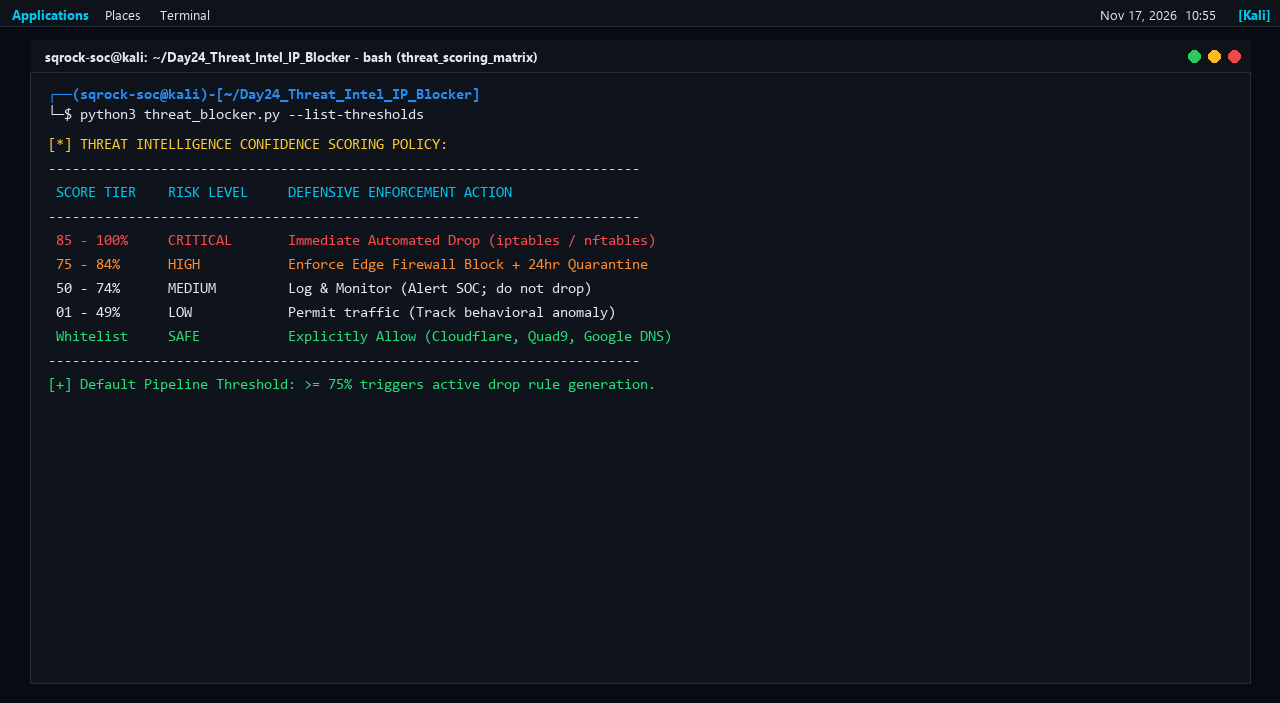 Applications Places Terminal Nov 17, 2026 10:55 [Kali]
sqrock-soc@kali: ~/Day24_Threat_Intel_IP_Blocker - bash (threat_scoring_matrix)
┌──(sqrock-soc@kali)-[~/Day24_Threat_Intel_IP_Blocker]
└─$ python3 threat_blocker.py --list-thresholds
[*] THREAT INTELLIGENCE CONFIDENCE SCORING POLICY:
--------------------------------------------------------------------------
SCORE TIER RISK LEVEL DEFENSIVE ENFORCEMENT ACTION
--------------------------------------------------------------------------
85 - 100% CRITICAL Immediate Automated Drop (iptables / nftables)
75 - 84% HIGH Enforce Edge Firewall Block + 24hr Quarantine
50 - 74% MEDIUM Log & Monitor (Alert SOC; do not drop)
01 - 49% LOW Permit traffic (Track behavioral anomaly)
Whitelist SAFE Explicitly Allow (Cloudflare, Quad9, Google DNS)
--------------------------------------------------------------------------
[+] Default Pipeline Threshold: >= 75% triggers active drop rule generation.